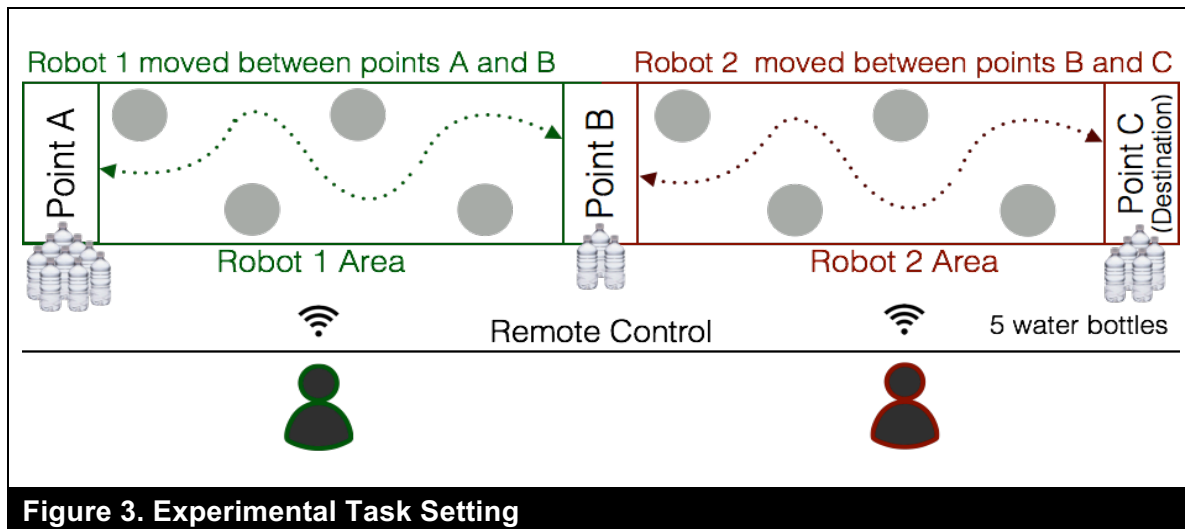 Robot 1 moved between points A and B
Robot 2 moved between points B and C
Point A
Point B
Point C
(Destination)
Robot 1 Area
Robot 2 Area
5 water bottles
Remote Control
Figure 3. Experimental Task Setting